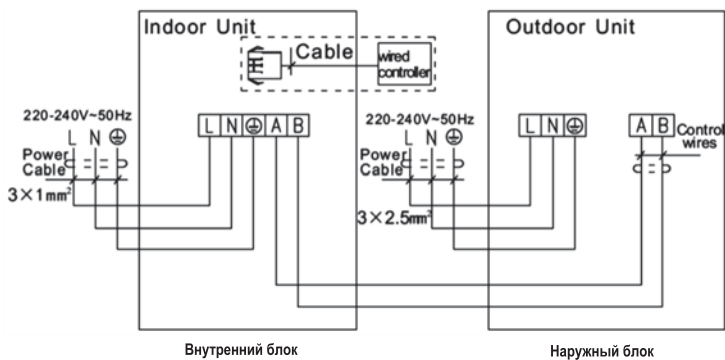 Indoor Unit
Outdoor Unit
Cable
wired
controller
220-240V~50Hz
L N
Power
Cable
3×1mm²
L N A B
220-240V~50Hz
L N
Power
Cable
3×2.5mm²
L N
A B
Control
wires
Внутренний блок
Наружный блок